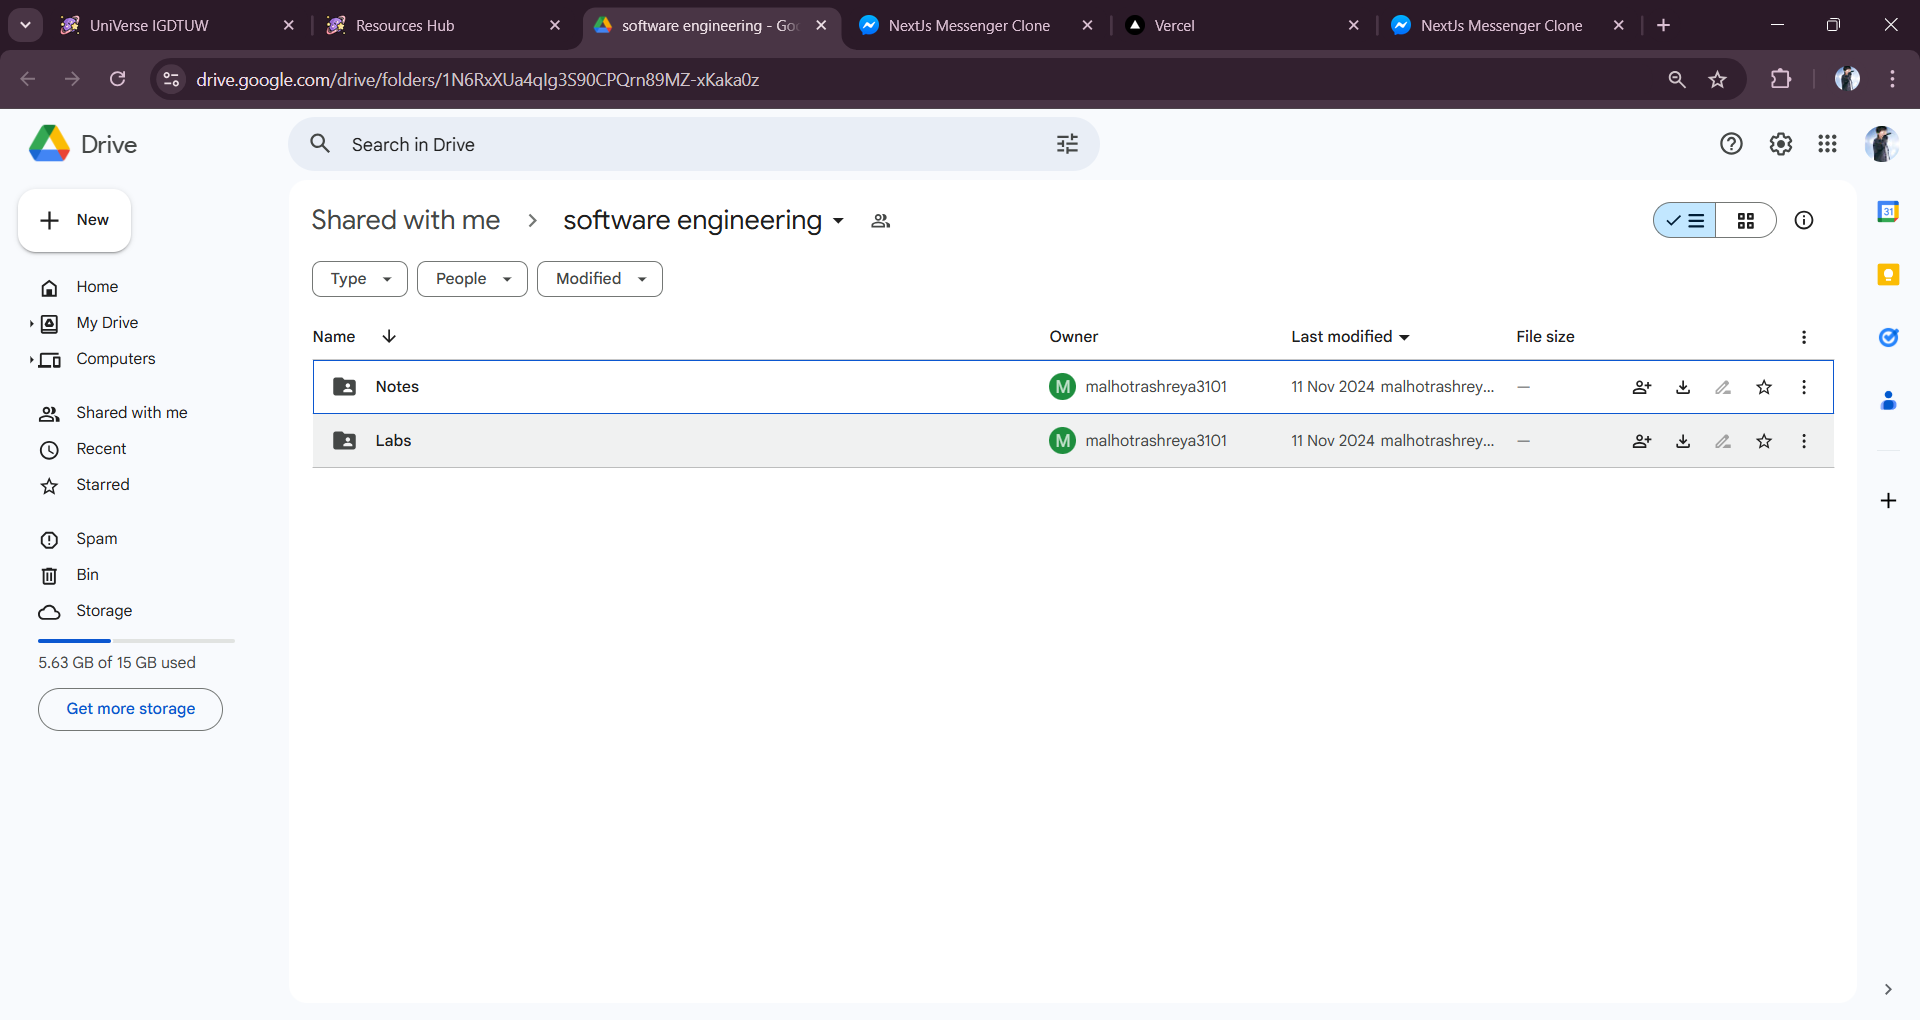 UniVerse IGDTUW
Resources Hub
software engineering - Goo
NextJs Messenger Clone
Vercel
NextJs Messenger Clone
drive.google.com/drive/folders/1N6RxXUa4qIg3S90CPQrn89MZ-xKaka0z
Drive
Search in Drive
New
Shared with me
software engineering
Type
People
Modified
Home
My Drive
Computers
Shared with me
Recent
Starred
Spam
Bin
Storage
5.63 GB of 15 GB used
Get more storage
Name Owner Last modified File size
Notes M malhotrashreya3101 11 Nov 2024 malhotrashrey... —
Labs M malhotrashreya3101 11 Nov 2024 malhotrashrey... —
31